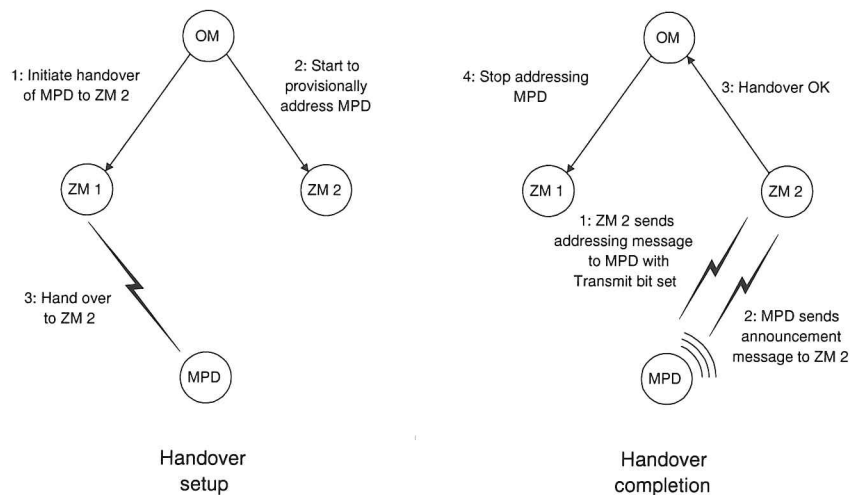 OM
1: Initiate handover
of MPD to ZM 2
2: Start to
provisionally
address MPD
ZM 1
ZM 2
3: Hand over
to ZM 2
MPD
Handover
setup
OM
4: Stop addressing
MPD
3: Handover OK
ZM 1
ZM 2
1: ZM 2 sends
addressing message
to MPD with
Transmit bit set
2: MPD sends
announcement
message to ZM 2
MPD
Handover
completion